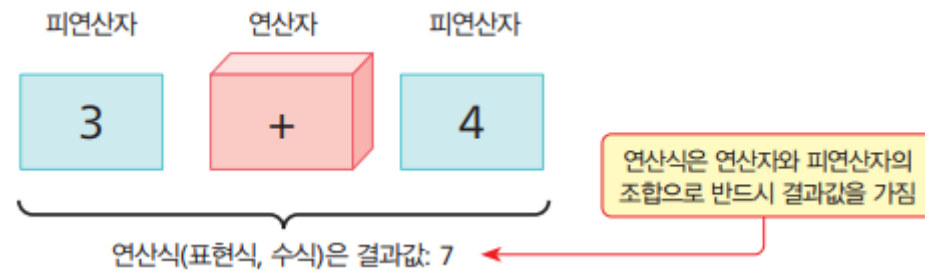 피연산자 연산자 피연산자
3 + 4
연산식은 연산자와 피연산자의
조합으로 반드시 결과값을 가짐
연산식(표현식, 수식)은 결과값: 7